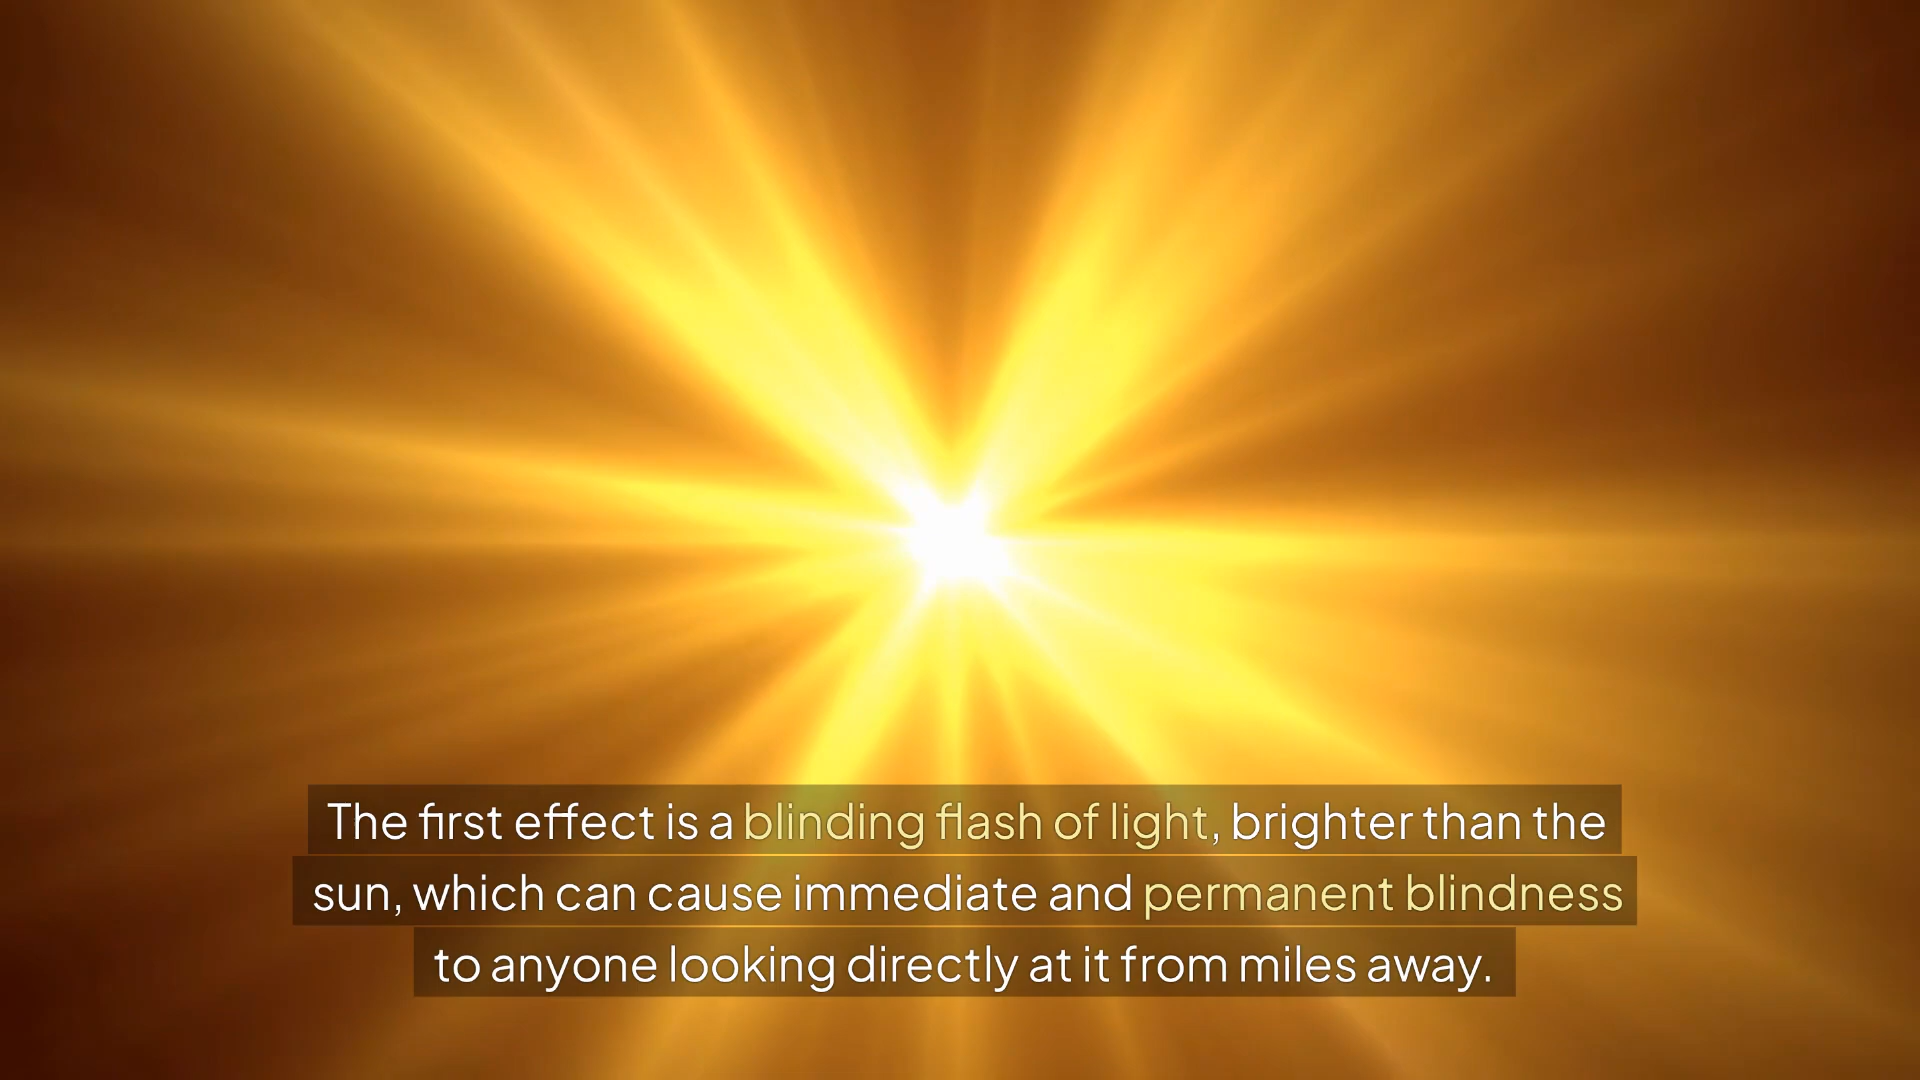 The first effect is a blinding flash of light, brighter than the
sun, which can cause immediate and permanent blindness
to anyone looking directly at it from miles away.